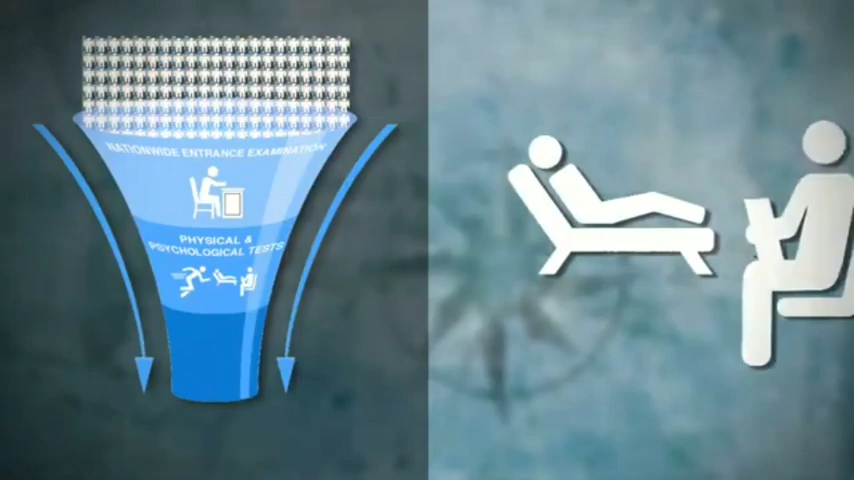 NATIONWIDE ENTRANCE EXAMINATION
PHYSICAL &
PSYCHOLOGICAL TESTS